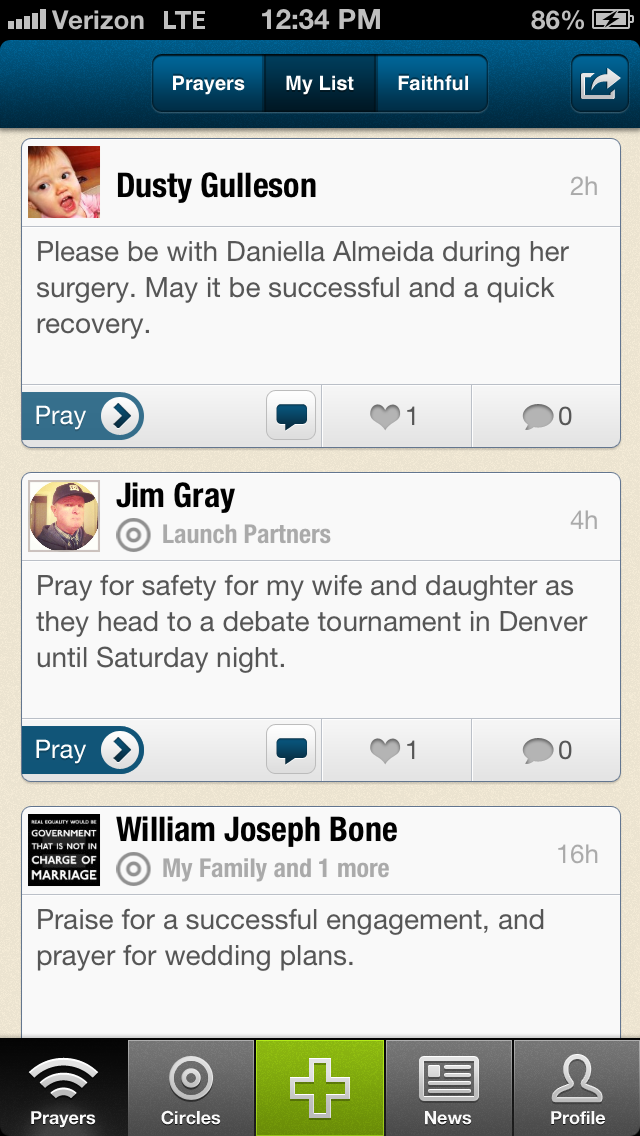 Verizon LTE 12:34 PM 86%
Prayers My List Faithful
Dusty Gulleson 2h
Please be with Daniella Almeida during her
surgery. May it be successful and a quick
recovery.
Pray 1 0
Jim Gray
Launch Partners 4h
Pray for safety for my wife and daughter as
they head to a debate tournament in Denver
until Saturday night.
Pray 1 0
REAL EQUALITY WOULD BE
GOVERNMENT
THAT IS NOT IN
CHARGE OF
MARRIAGE
William Joseph Bone
My Family and 1 more 16h
Praise for a successful engagement, and
prayer for wedding plans.
Prayers Circles News Profile